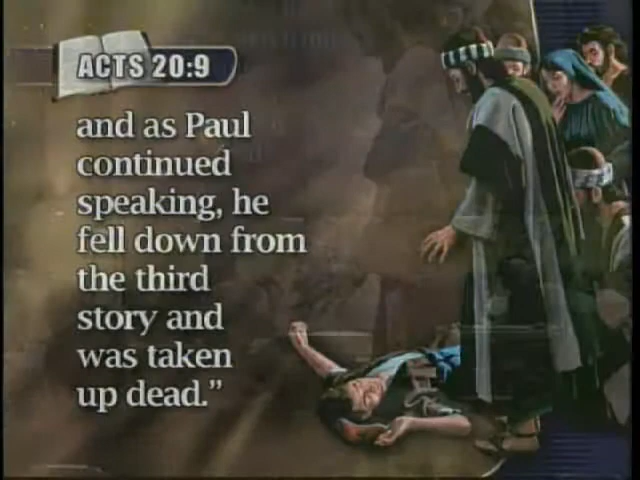 ACTS 20:9
and as Paul
continued
speaking, he
fell down from
the third
story and
was taken
up dead.”